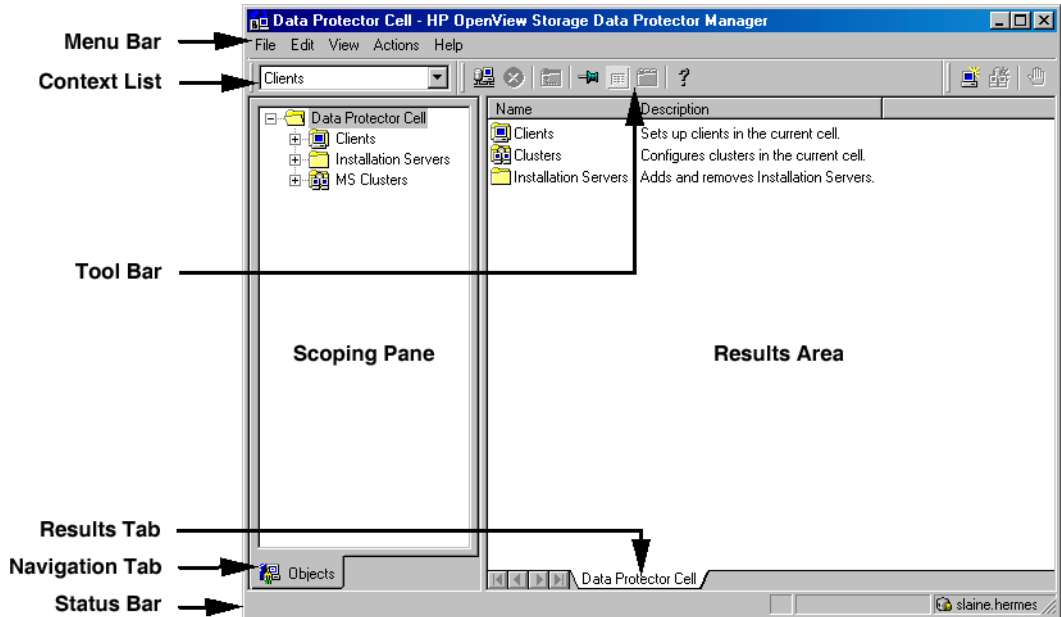 Data Protector Cell - HP OpenView Storage Data Protector Manager
Menu Bar
File Edit View Actions Help
Context List
Clients
?
Name Description
Data Protector Cell
Clients
Installation Servers
MS Clusters
Clients Sets up clients in the current cell.
Clusters Configures clusters in the current cell.
Installation Servers Adds and removes Installation Servers.
Tool Bar
Scoping Pane
Results Area
Results Tab
Navigation Tab
Objects
Data Protector Cell
Status Bar
slaine.hermes